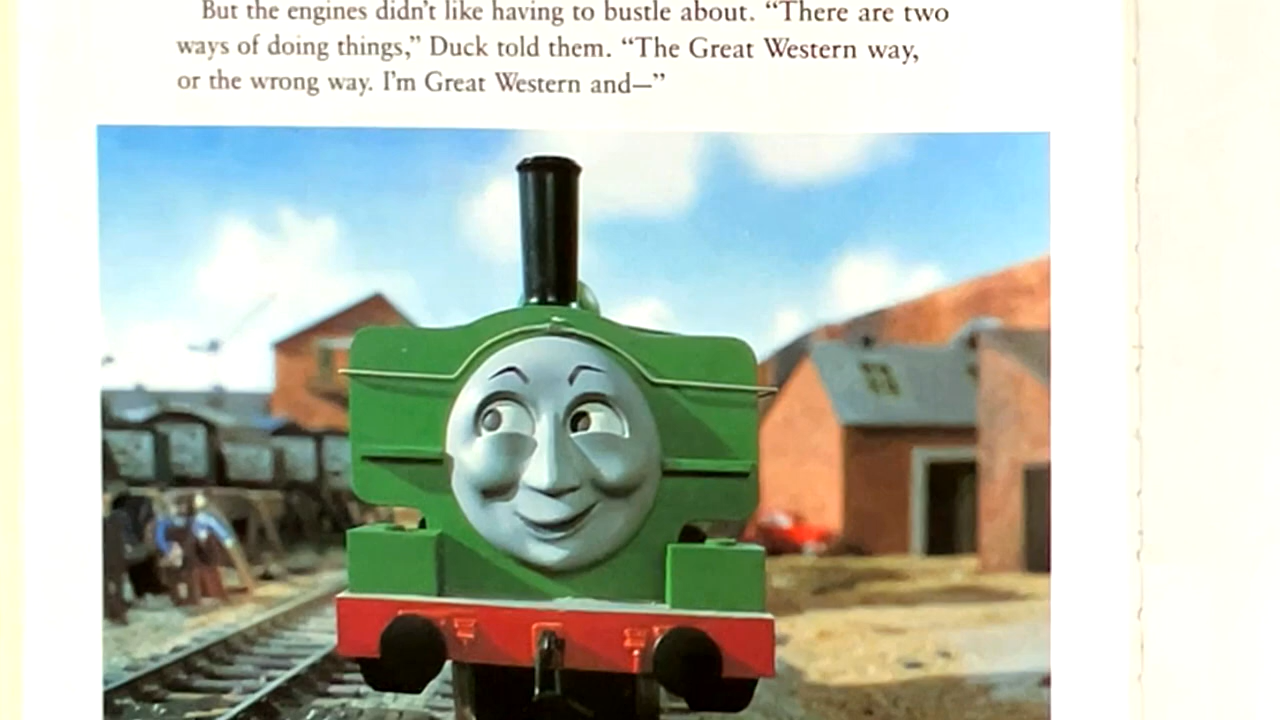 But the engines didn’t like having to bustle about. “There are two
ways of doing things,” Duck told them. “The Great Western way,
or the wrong way. I’m Great Western and—”